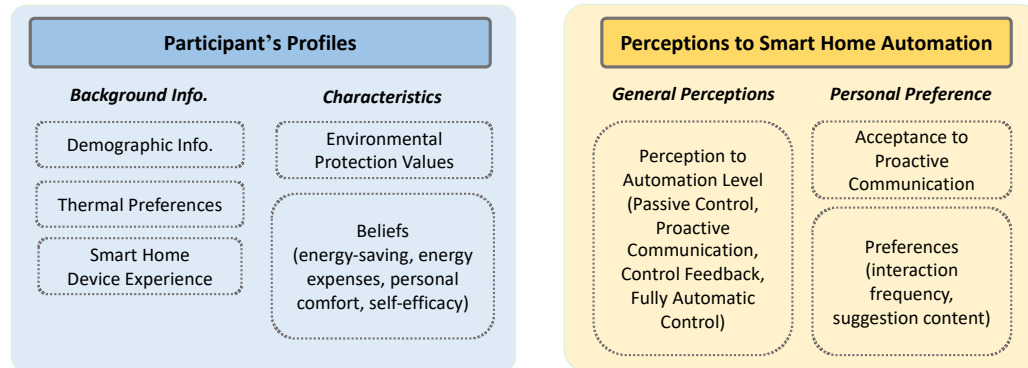 Participant's Profiles
Background Info.
Demographic Info.
Thermal Preferences
Smart Home
Device Experience
Characteristics
Environmental
Protection Values
Beliefs
(energy-saving, energy
expenses, personal
comfort, self-efficacy)
Perceptions to Smart Home Automation
General Perceptions
Perception to
Automation Level
(Passive Control,
Proactive
Communication,
Control Feedback,
Fully Automatic
Control)
Personal Preference
Acceptance to
Proactive
Communication
Preferences
(interaction
frequency,
suggestion content)